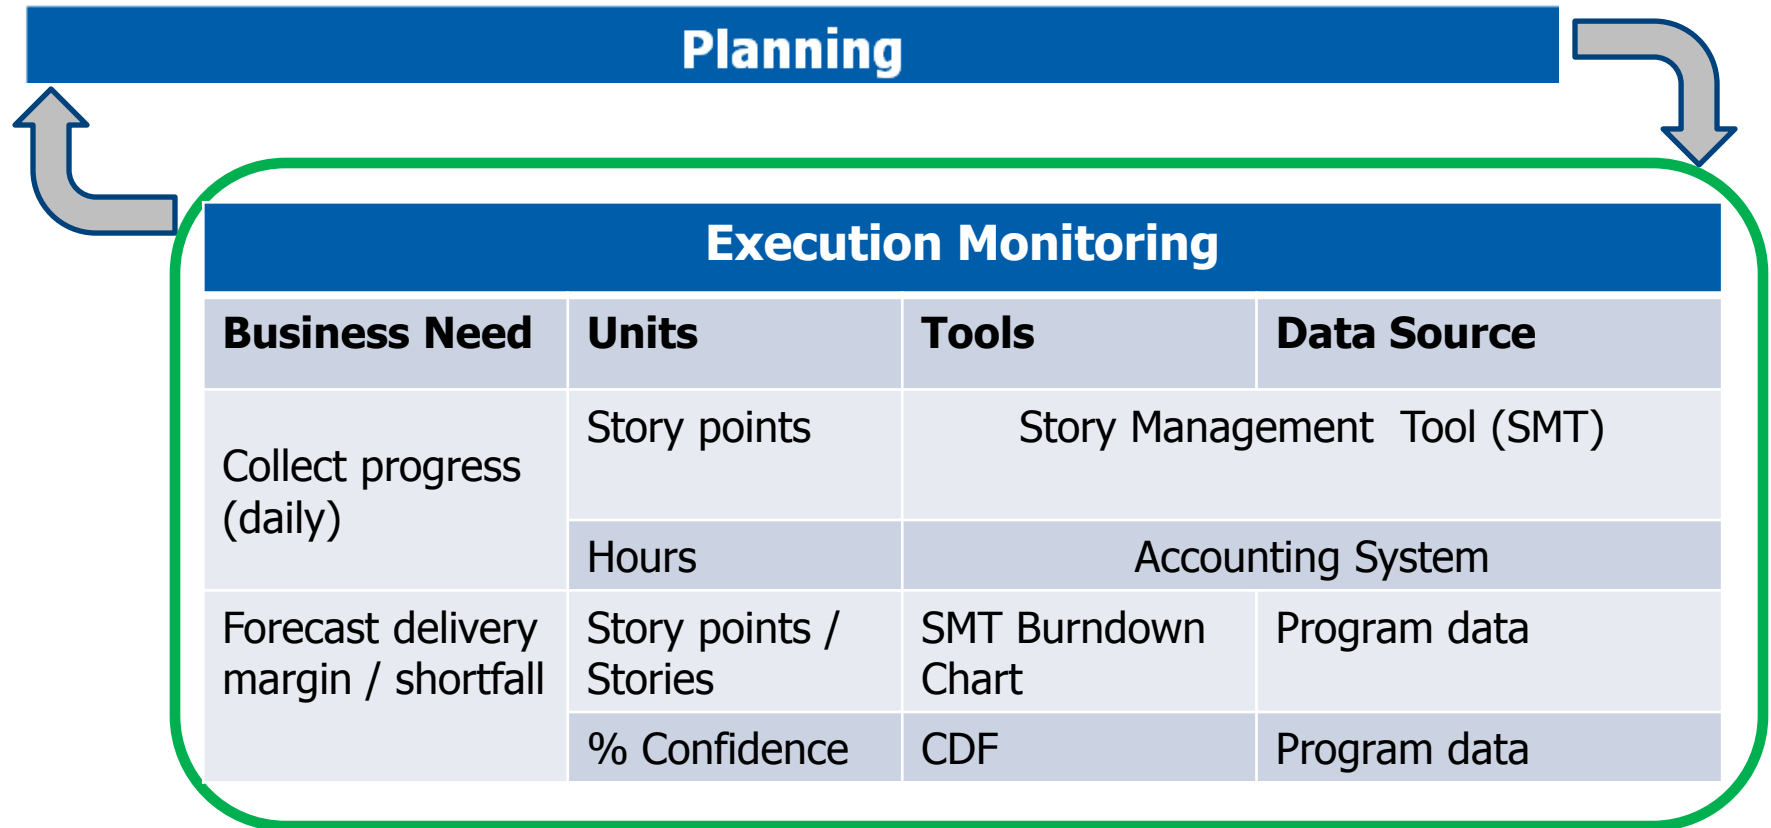 Planning
Execution Monitoring
Business Need
Units
Tools
Data Source
Collect progress
(daily)
Story points
Story Management  Tool (SMT)
Hours
Accounting System
Forecast delivery
margin / shortfall
Story points /
Stories
SMT Burndown
Chart
Program data
% Confidence
CDF
Program data